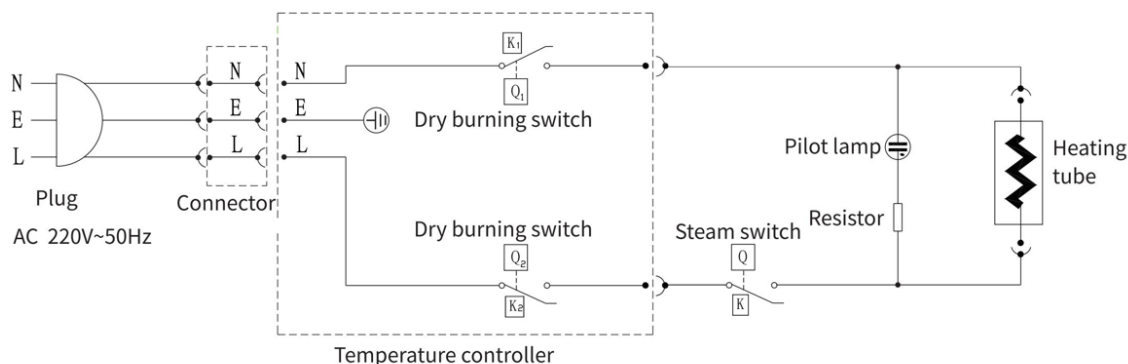 N
E
L
Plug
AC 220V~50Hz
N
E
L
Connector
N
E
L
K₁
Q₁
Dry burning switch
Dry burning switch
Q₂
K₂
Temperature controller
Steam switch
Q
K
Pilot lamp
Resistor
Heating
tube